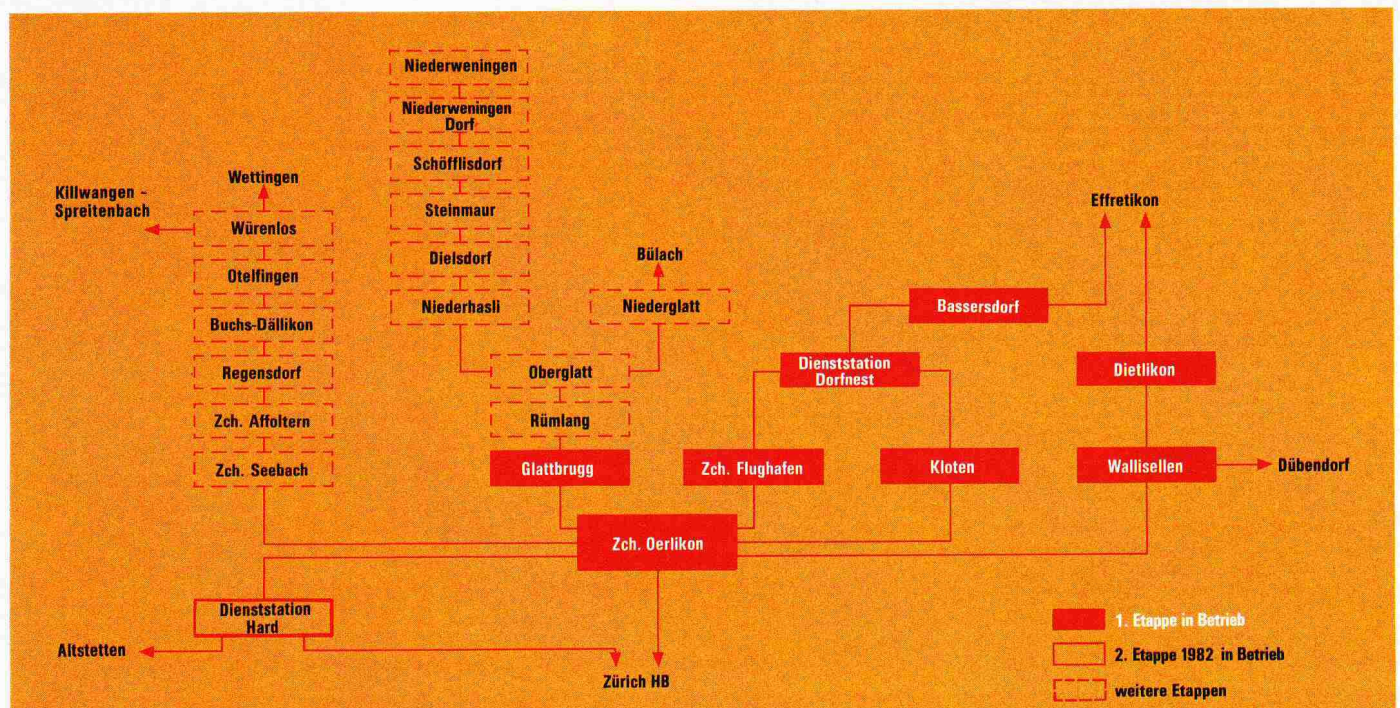 Niederweningen
Niederweningen
Dorf
Schöfflisdorf
Steinmaur
Dielsdorf
Niederhasli
Wettingen
Killwangen -
Spreitenbach
Würenlos
Otelfingen
Buchs-Dällikon
Regensdorf
Zch. Affoltern
Zch. Seebach
Bülach
Niederglatt
Oberglatt
Rümlang
Glattbrugg
Effretikon
Bassersdorf
Dienststation
Dorfnest
Zch. Flughafen
Kloten
Dietlikon
Wallisellen
Dübendorf
Zch. Oerlikon
Dienststation
Hard
Altstetten
Zürich HB
1. Etappe in Betrieb
2. Etappe 1982 in Betrieb
weitere Etappen